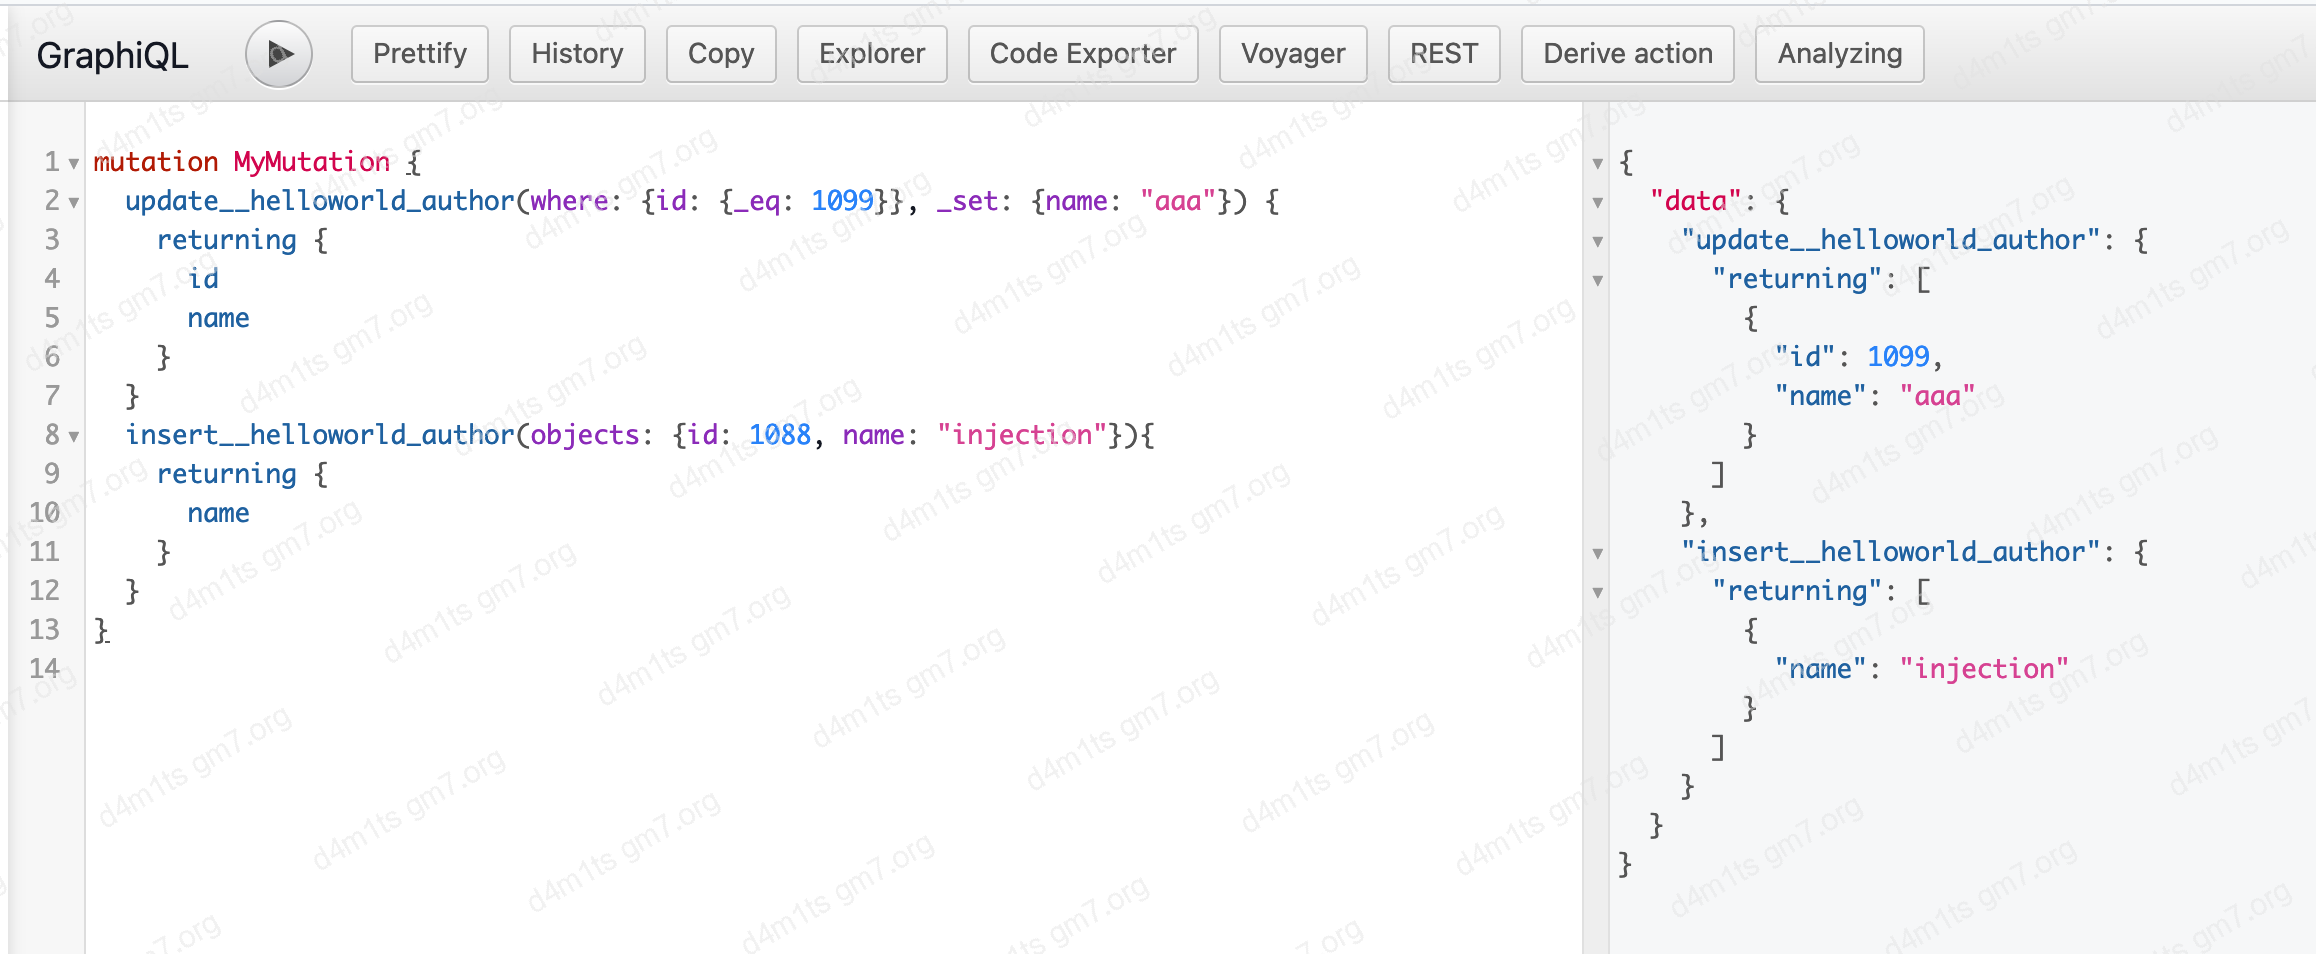 GraphiQL Prettify History Copy Explorer Code Exporter Voyager REST Derive action Analyzing
1 mutation MyMutation {
2 update__helloworld_author(where: {id: {_eq: 1099}}, _set: {name: "aaa"}) {
3 returning {
4 id
5 name
6 }
7 }
8 insert__helloworld_author(objects: {id: 1088, name: "injection"}){
9 returning {
10 name
11 }
12 }
13 }
14
{
"data": {
"update__helloworld_author": {
"returning": [
{
"id": 1099,
"name": "aaa"
}
]
},
"insert__helloworld_author": {
"returning": [
{
"name": "injection"
}
]
}
}
}
d4m1ts gm7.org